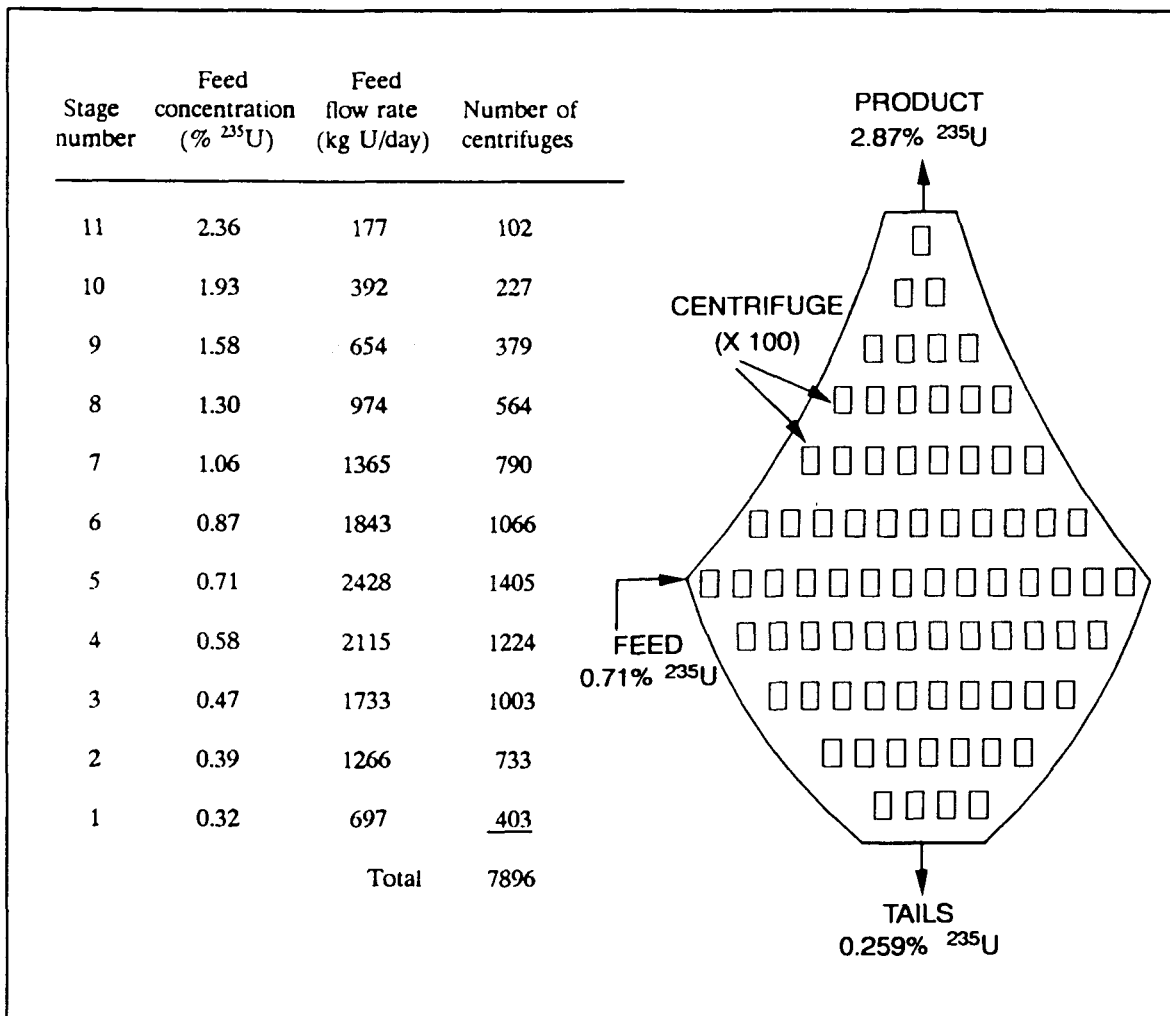 Stage number Feed concentration (% ²³⁵U) Feed flow rate (kg U/day) Number of centrifuges
11 2.36 177 102
10 1.93 392 227
9 1.58 654 379
8 1.30 974 564
7 1.06 1365 790
6 0.87 1843 1066
5 0.71 2428 1405
4 0.58 2115 1224
3 0.47 1733 1003
2 0.39 1266 733
1 0.32 697 403
Total 7896
PRODUCT
2.87% ²³⁵U
CENTRIFUGE
(X 100)
FEED
0.71% ²³⁵U
TAILS
0.259% ²³⁵U